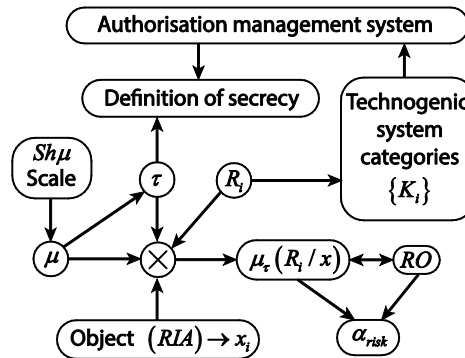 Authorisation management system
Definition of secrecy
Technogenic
system
categories
{K_i}
Shμ
Scale
τ
R_i
μ
×
μ_τ(R_i/x)
RO
Object (RIA)→x_i
α_risk